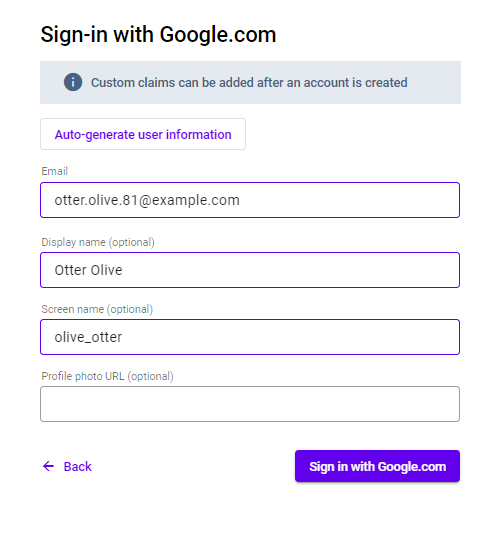 Sign-in with Google.com
Custom claims can be added after an account is created
Auto-generate user information
Email
otter.olive.81@example.com
Display name (optional)
Otter Olive
Screen name (optional)
olive_otter
Profile photo URL (optional)
Back
Sign in with Google.com